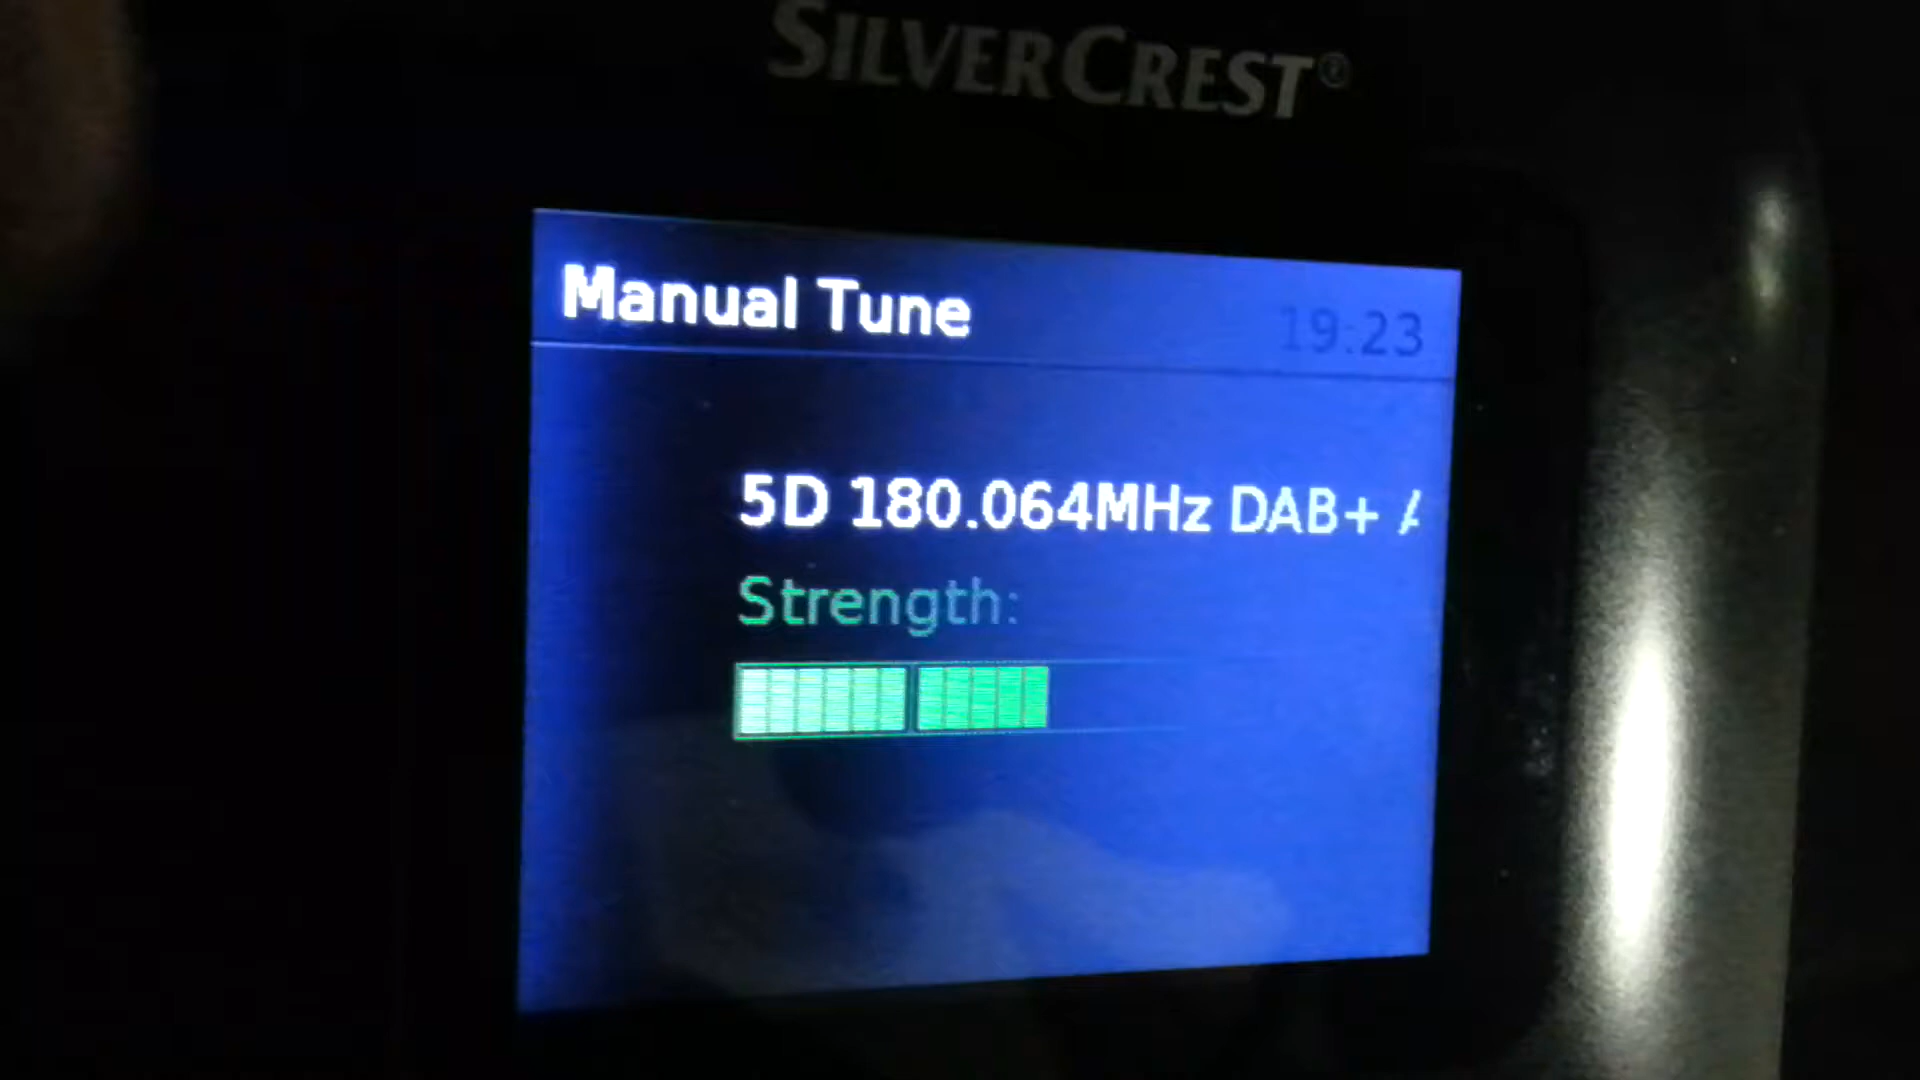 SILVERCREST®
Manual Tune
19:23
5D 180.064MHz DAB+
Strength: